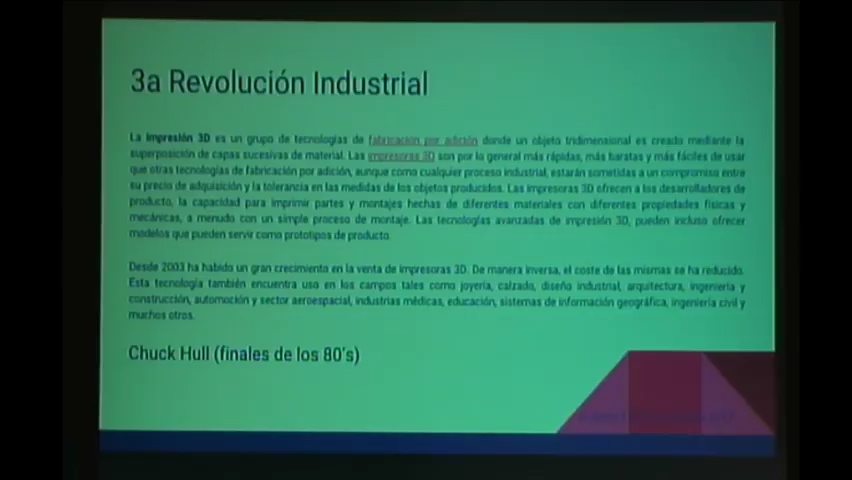 3a Revolución Industrial
La impresión 3D es un grupo de tecnologías de fabricación por adición donde un objeto tridimensional es creado mediante la
superposición de capas sucesivas de material. Las impresoras 3D son por lo general más rápidas, más baratas y más fáciles de usar
que otras tecnologías de fabricación por adición, aunque como cualquier proceso industrial, estarán sometidas a un compromiso entre
su precio de adquisición y la tolerancia en las medidas de los objetos producidos. Las impresoras 3D ofrecen a los desarrolladores de
producto, la capacidad para imprimir partes y montajes hechas de diferentes materiales con diferentes propiedades físicas y
mecánicas, a menudo con un simple proceso de montaje. Las tecnologías avanzadas de impresión 3D, pueden incluso ofrecer
modelos que pueden servir como prototipos de producto.
Desde 2003 ha habido un gran crecimiento en la venta de impresoras 3D. De manera inversa, el coste de las mismas se ha reducido.
Esta tecnología también encuentra uso en los campos tales como joyería, calzado, diseño industrial, arquitectura, ingeniería y
construcción, automoción y sector aeroespacial, industrias médicas, educación, sistemas de información geográfica, ingeniería civil y
muchos otros.
Chuck Hull (finales de los 80's)